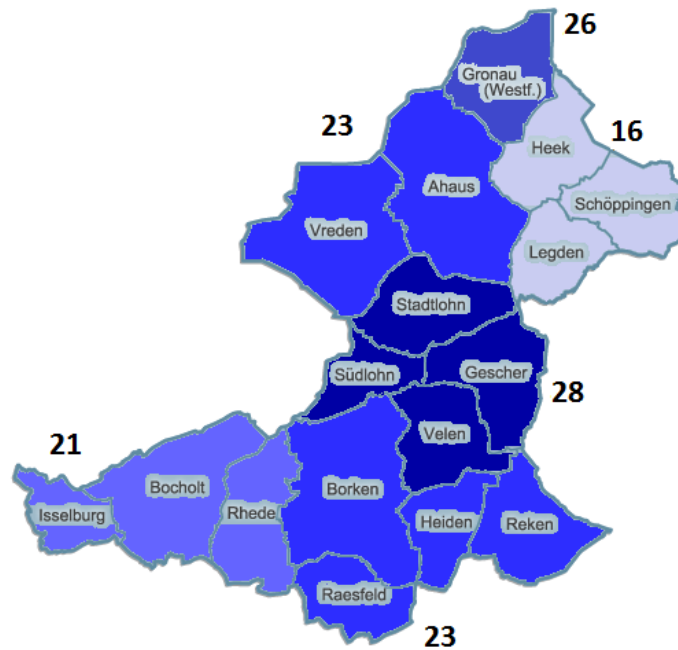 26
Gronau
(Westf.)
23
16
Heek
Ahaus
Schöppingen
Vreden
Legden
Stadtlohn
Südlohn
Gescher
28
Velen
21
Bocholt
Borken
Isselburg
Rhede
Heiden
Reken
Raesfeld
23